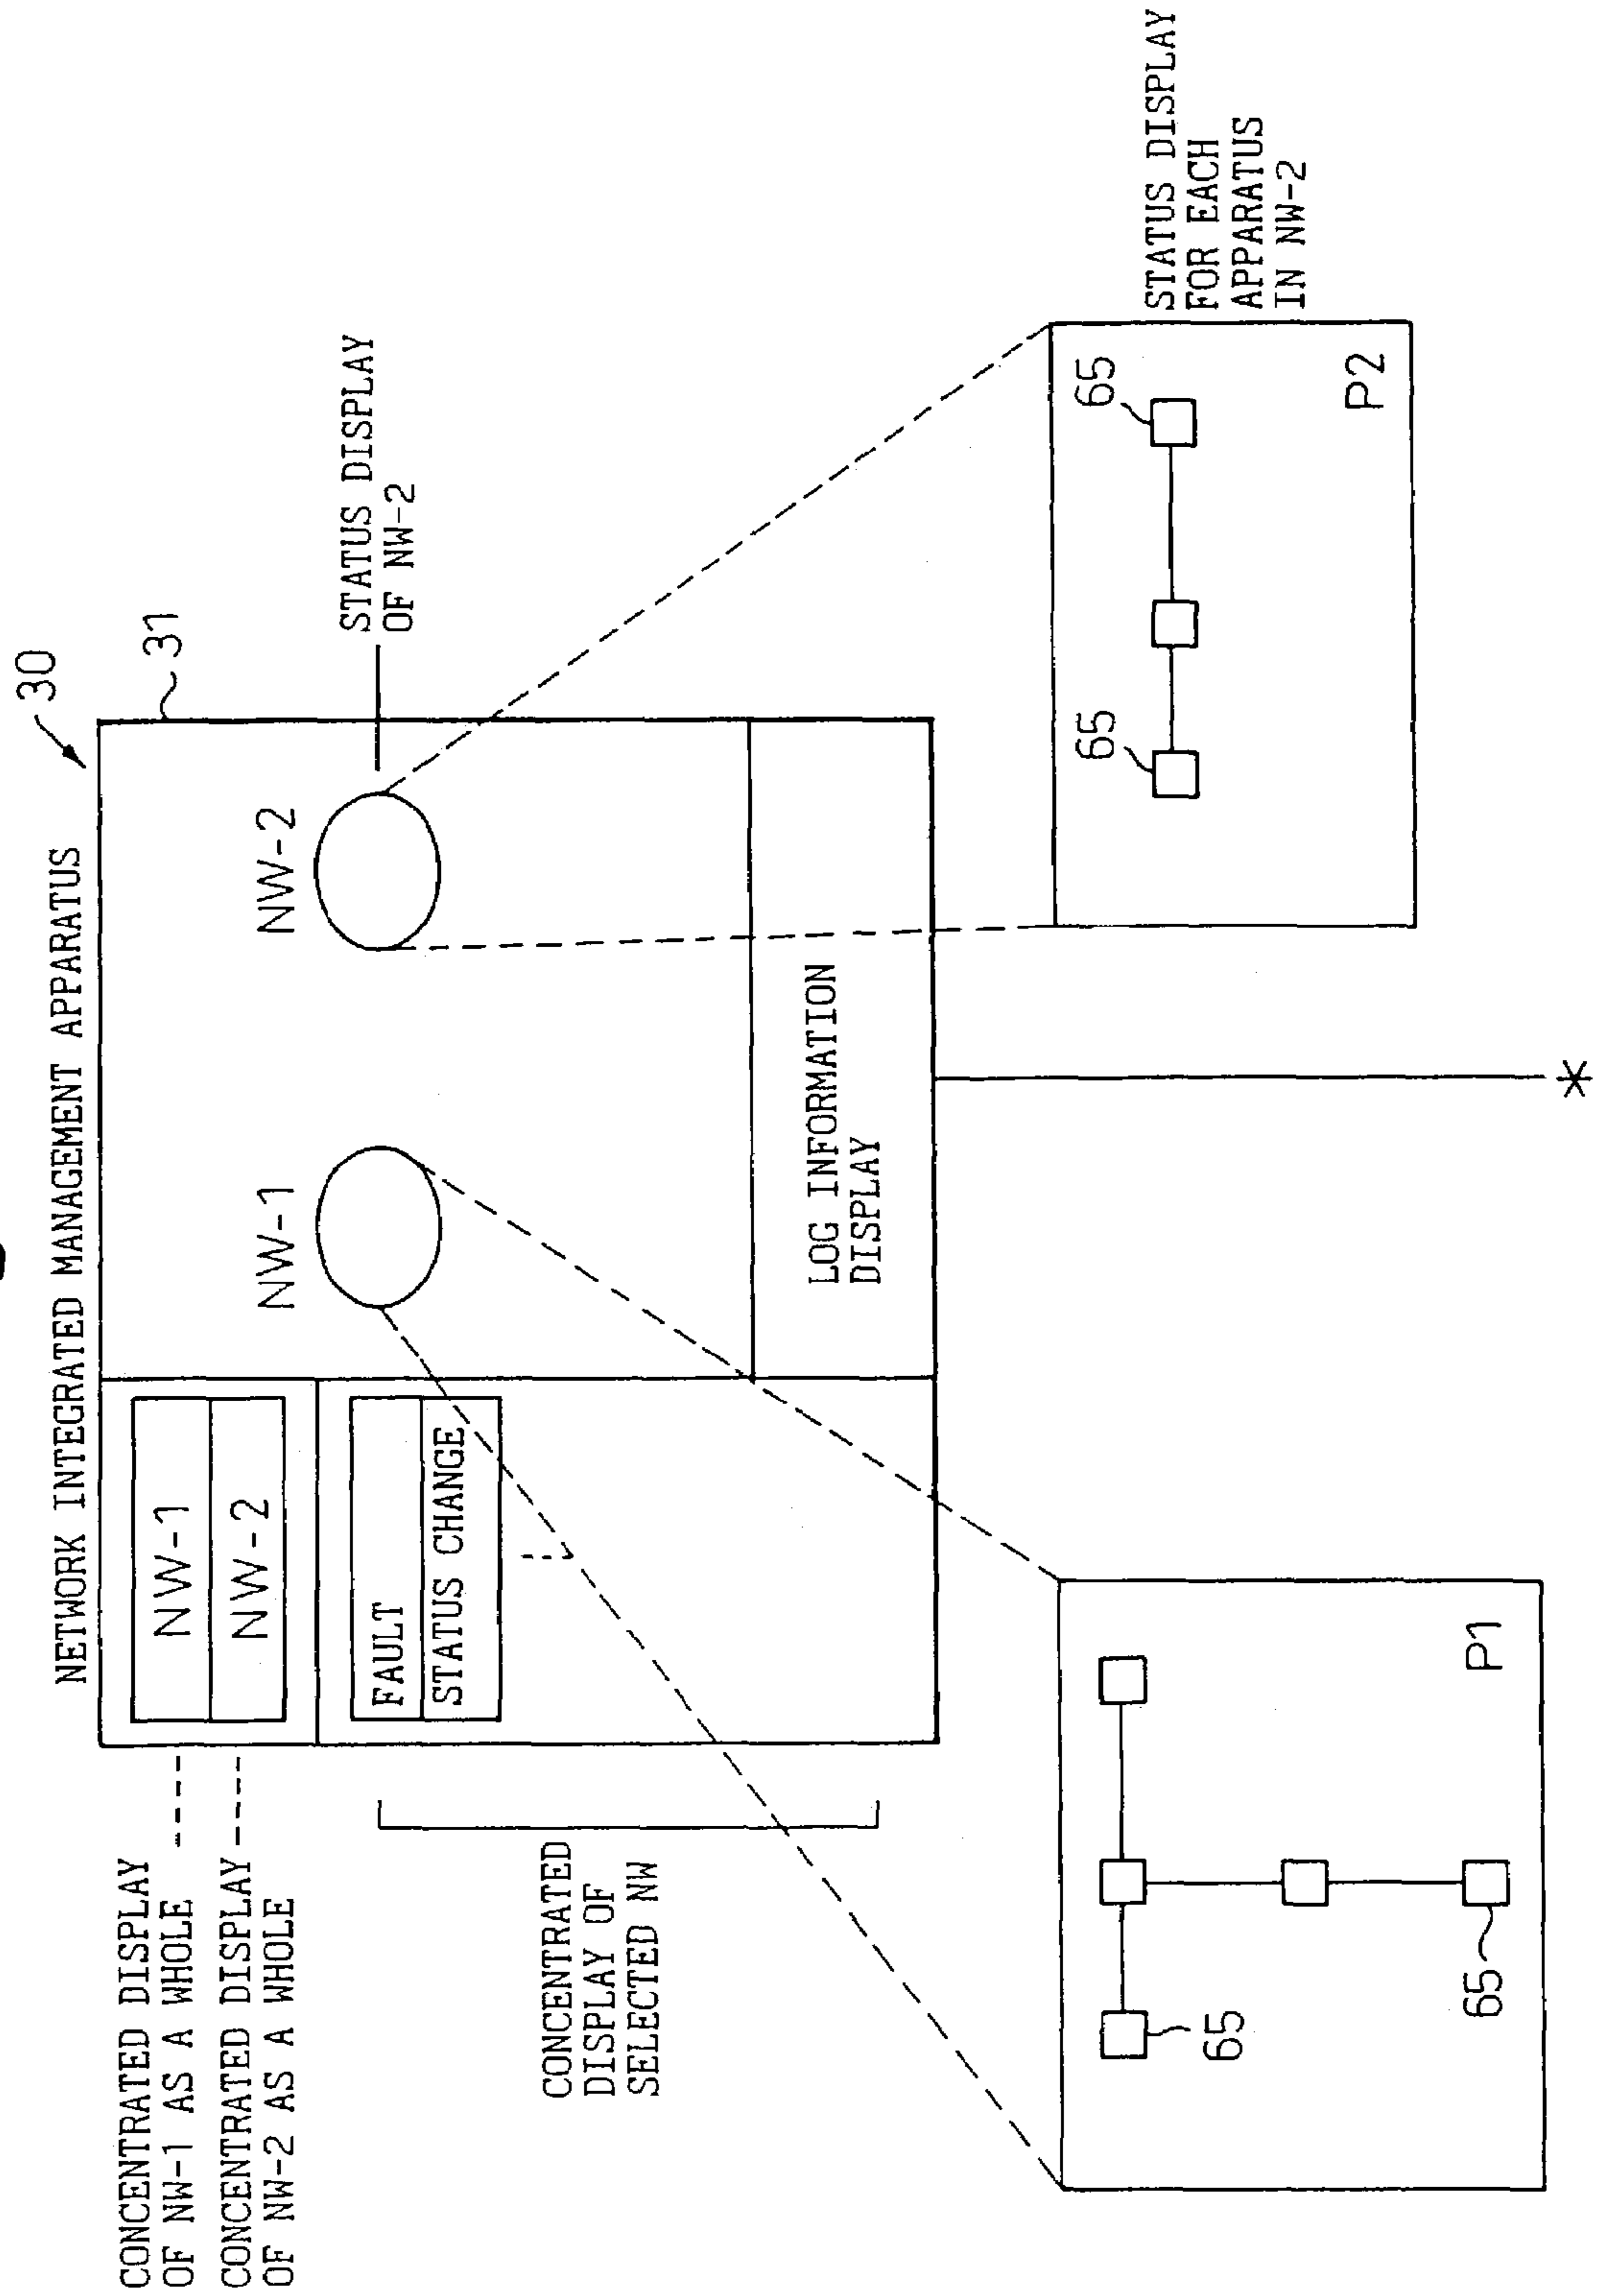 NETWORK INTEGRATED MANAGEMENT APPARATUS
30
31
CONCENTRATED DISPLAY
OF NW-1 AS A WHOLE
CONCENTRATED DISPLAY
OF NW-2 AS A WHOLE
NW-1
NW-2
FAULT
STATUS CHANGE
NW-1
NW-2
STATUS DISPLAY
OF NW-2
CONCENTRATED
DISPLAY OF
SELECTED NW
LOG INFORMATION
DISPLAY
65
65
P1
65
65
P2
STATUS DISPLAY
FOR EACH
APPARATUS
IN NW-2
*